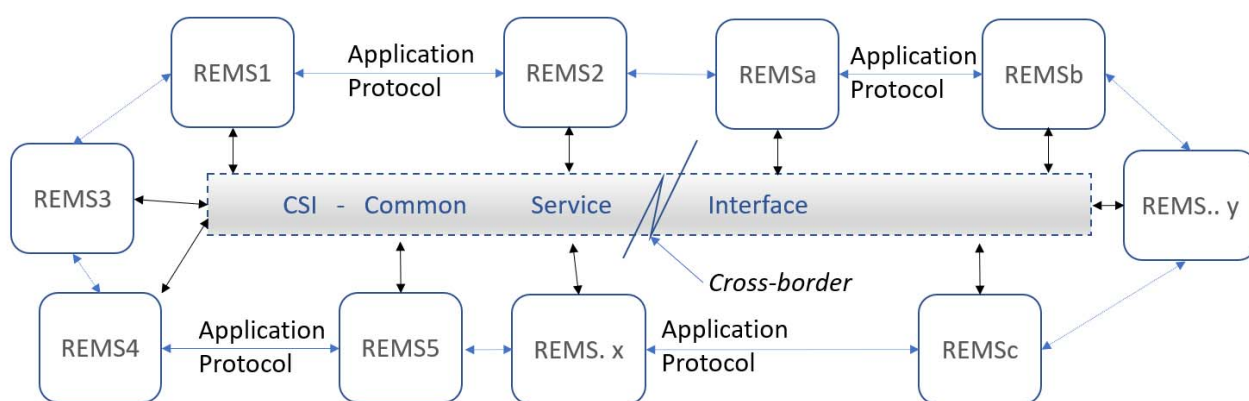 REMS1
Application
Protocol
REMS2
REMSa
Application
Protocol
REMSb
REMS3
CSI - Common Service Interface
REMS.. y
Cross-border
REMS4
Application
Protocol
REMS5
REMS. x
Application
Protocol
REMSc